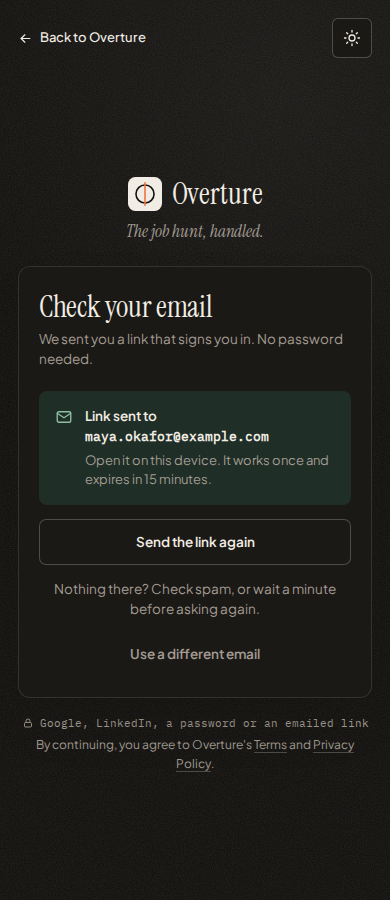 Back to Overture
Overture
The job hunt, handled.
Check your email
We sent you a link that signs you in. No password
needed.
Link sent to
maya.okafor@example.com
Open it on this device. It works once and
expires in 15 minutes.
Send the link again
Nothing there? Check spam, or wait a minute
before asking again.
Use a different email
Google, LinkedIn, a password or an emailed link
By continuing, you agree to Overture's Terms and Privacy
Policy.